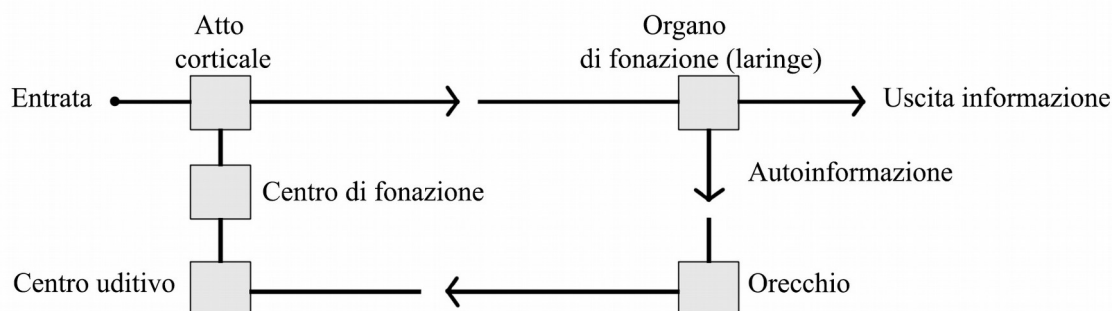 Atto
corticale
Organo
di fonazione (laringe)
Entrata
Uscita informazione
Centro di fonazione
Autoinformazione
Centro uditivo
Orecchio